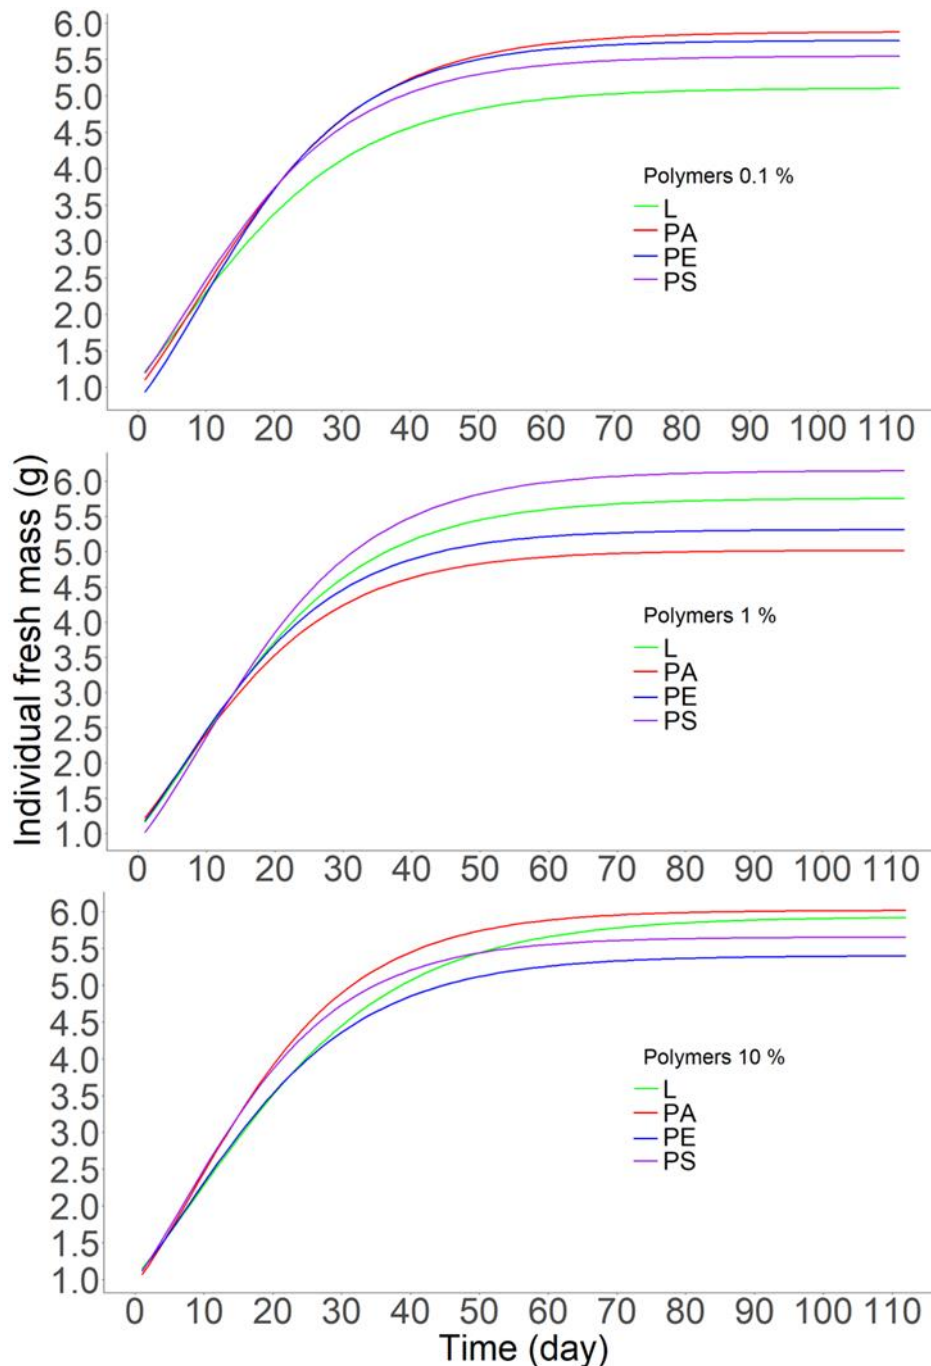 6.0
5.5
5.0
4.5
4.0
3.5
3.0
2.5
2.0
1.5
1.0
0 10 20 30 40 50 60 70 80 90 100 110
Polymers 0.1 %
L
PA
PE
PS
Individual fresh mass (g)
6.0
5.5
5.0
4.5
4.0
3.5
3.0
2.5
2.0
1.5
1.0
0 10 20 30 40 50 60 70 80 90 100 110
Polymers 1 %
L
PA
PE
PS
6.0
5.5
5.0
4.5
4.0
3.5
3.0
2.5
2.0
1.5
1.0
0 10 20 30 40 50 60 70 80 90 100 110
Polymers 10 %
L
PA
PE
PS
Time (day)